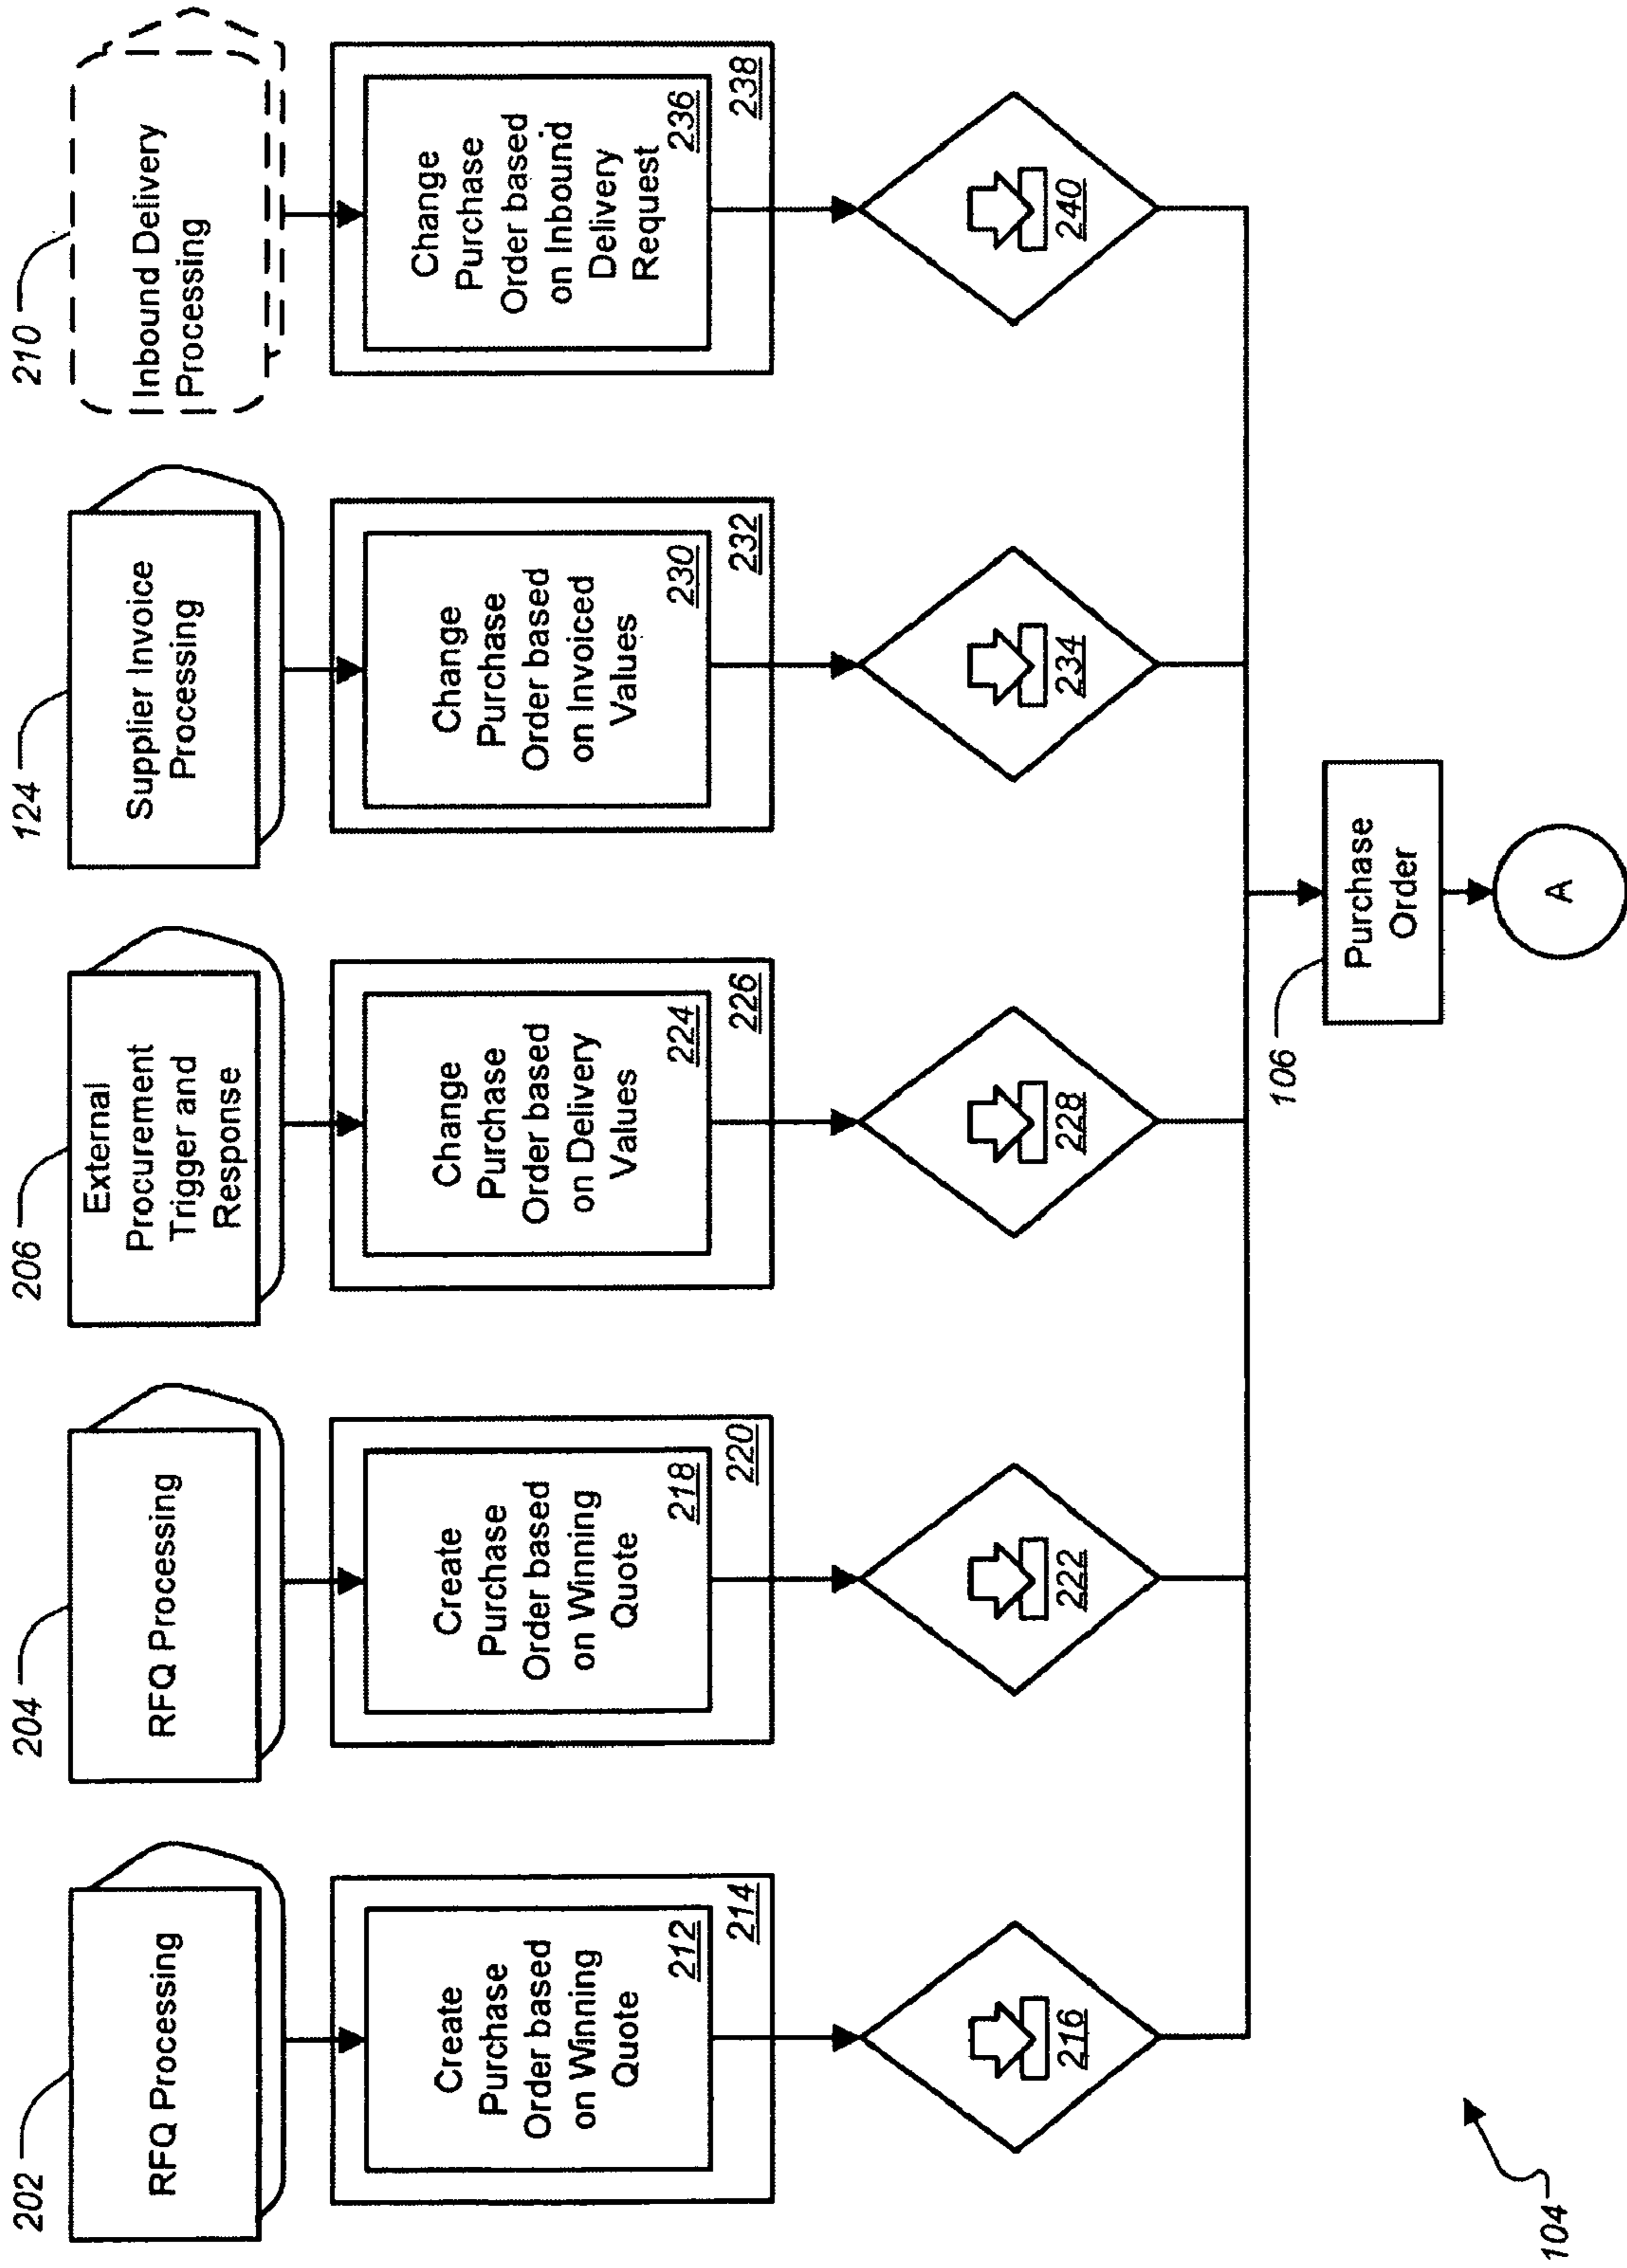 202
RFQ Processing
Create
Purchase
Order based
on Winning
Quote
212
214
216
204
RFQ Processing
Create
Purchase
Order based
on Winning
Quote
218
220
222
206
External
Procurement
Trigger and
Response
Change
Purchase
Order based
on Delivery
Values
224
226
228
124
Supplier Invoice
Processing
Change
Purchase
Order based
on Invoiced
Values
230
232
234
210
Inbound Delivery
Processing
Change
Purchase
Order based
on Inbound
Delivery
Request
236
238
240
106
Purchase
Order
A
104